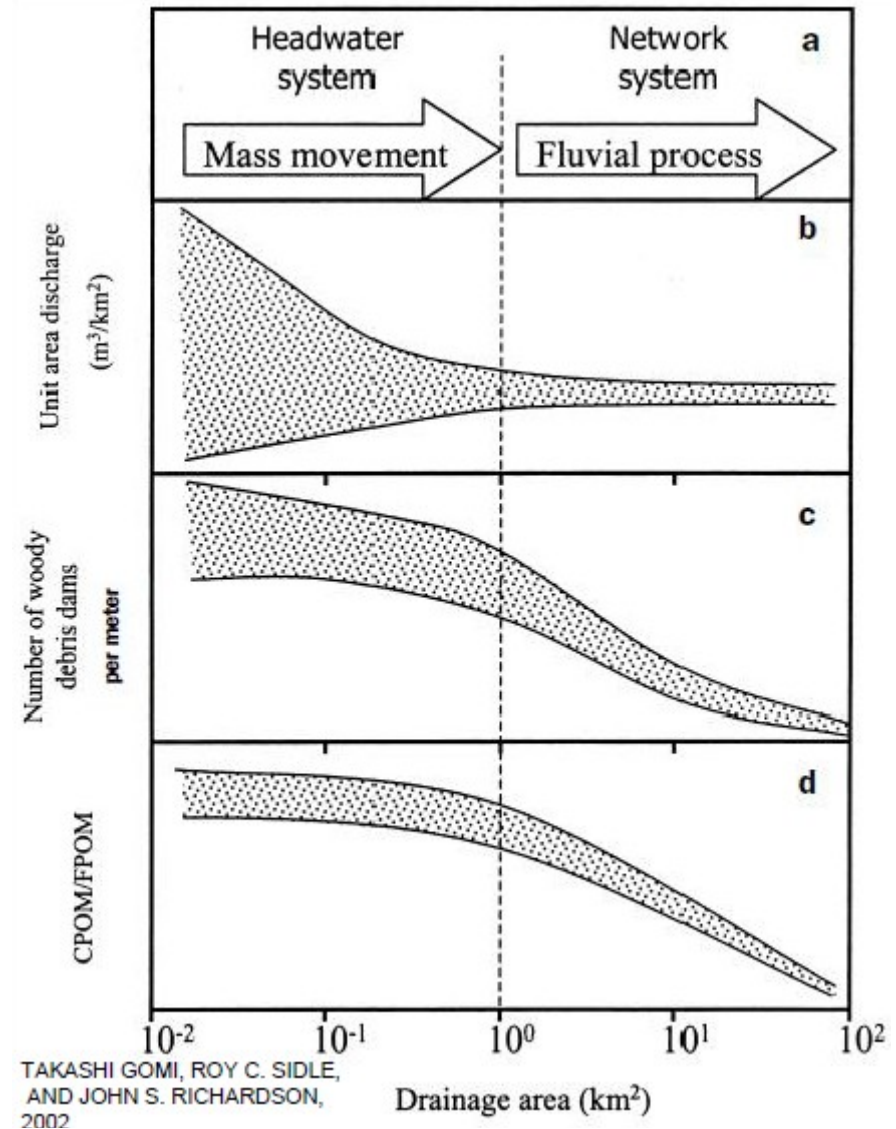 Headwater
system
Network
system
a
Mass movement
Fluvial process
b
Unit area discharge
(m³/km²)
c
Number of woody
debris dams
per meter
d
CPOM/FPOM
10⁻² 10⁻¹ 10⁰ 10¹ 10²
TAKASHI GOMI, ROY C. SIDLE,
AND JOHN S. RICHARDSON,
2002
Drainage area (km²)